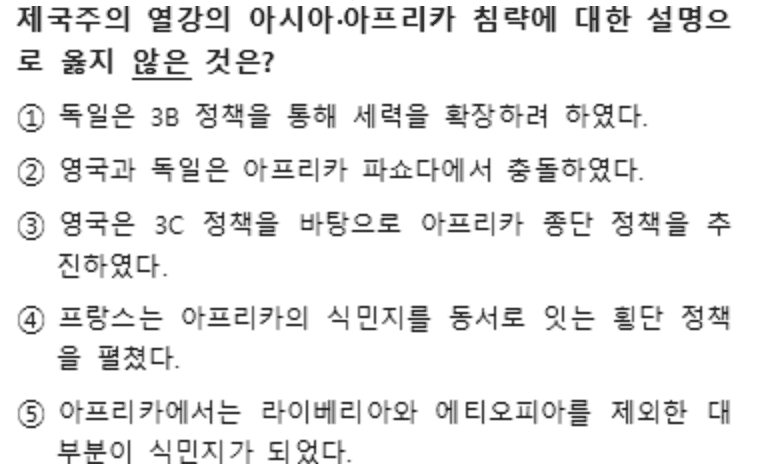 제국주의 열강의 아시아·아프리카 침략에 대한 설명으
로 옳지 않은 것은?
① 독일은 3B 정책을 통해 세력을 확장하려 하였다.
② 영국과 독일은 아프리카 파쇼다에서 충돌하였다.
③ 영국은 3C 정책을 바탕으로 아프리카 종단 정책을 추
진하였다.
④ 프랑스는 아프리카의 식민지를 동서로 잇는 횡단 정책
을 펼쳤다.
⑤ 아프리카에서는 라이베리아와 에티오피아를 제외한 대
부분이 식민지가 되었다.